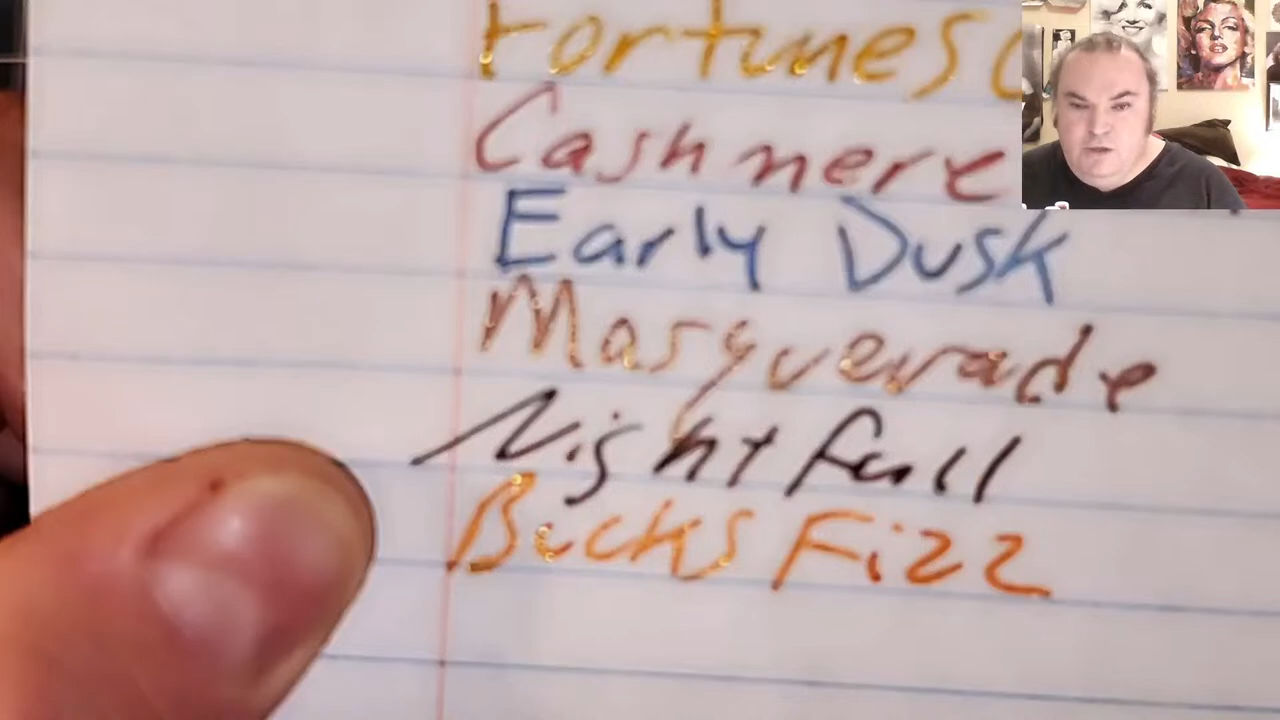 Fortunes
Cashmere
Early Dusk
Masquerade
Nightfall
Bucks Fizz